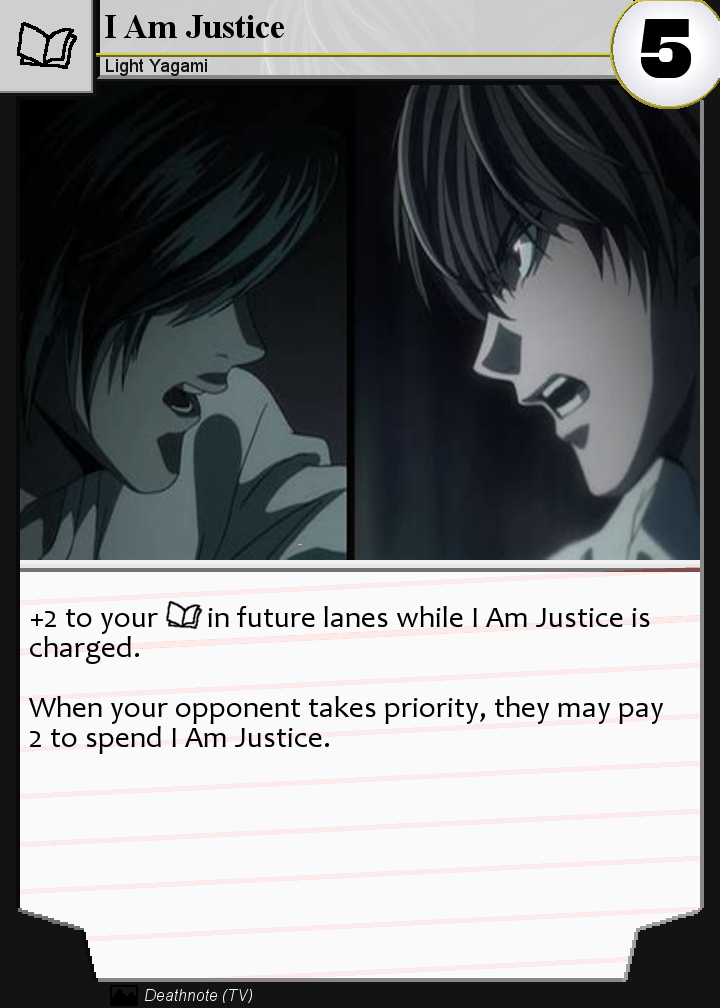 I Am Justice
5
Light Yagami
+2 to your in future lanes while I Am Justice is
charged.
When your opponent takes priority, they may pay
2 to spend I Am Justice.
Deathnote (TV)